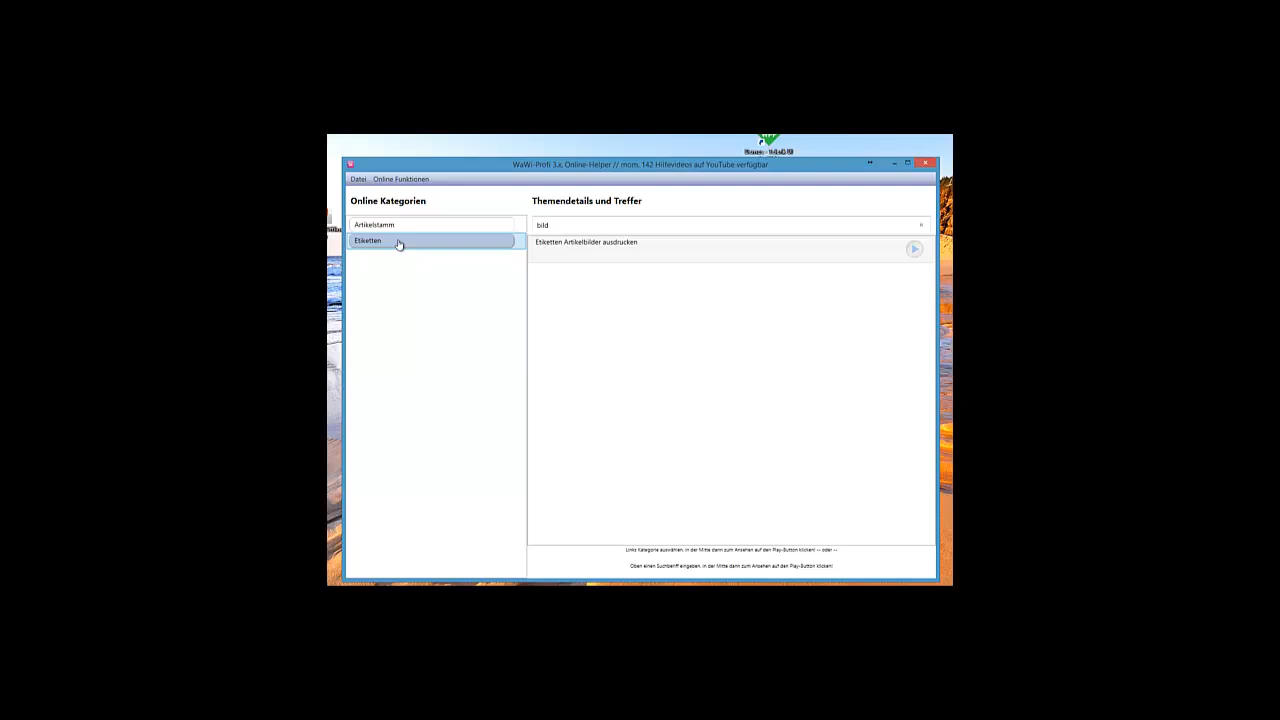 WaWi-Profi 3.x, Online-Helper // mom. 142 Hilfevideos auf YouTube verfügbar
Datei Online Funktionen
Online Kategorien
Themendetails und Treffer
Artikelstamm
bild
Etiketten
Etiketten Artikelbilder ausdrucken
Links Kategorie auswählen, in der Mitte dann zum Ansehen auf den Play-Button klicken! -- oder --
Oben einen Suchberiff eingeben, in der Mitte dann zum Ansehen auf den Play-Button klicken!